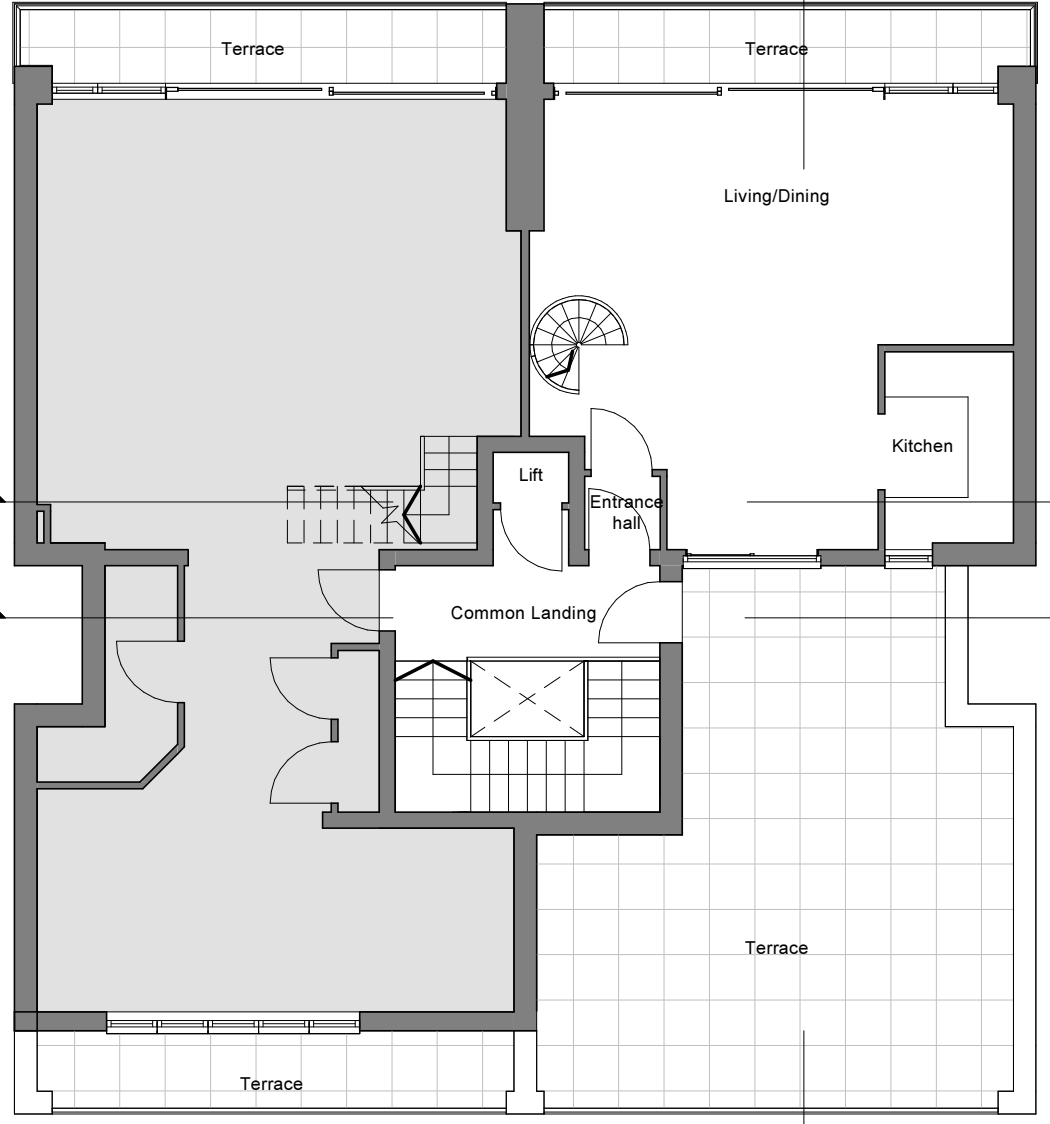 Terrace
Terrace
Living/Dining
Kitchen
Lift
Entrance
hall
Common Landing
Terrace
Terrace